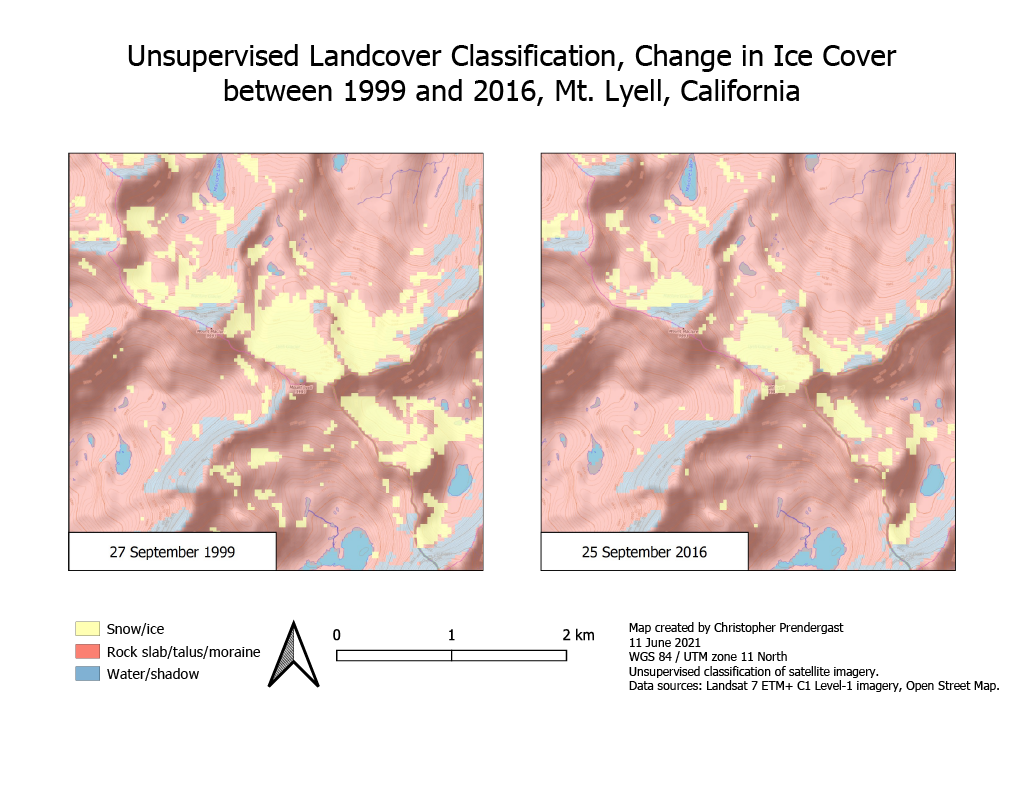 Unsupervised Landcover Classification, Change in Ice Cover
between 1999 and 2016, Mt. Lyell, California
27 September 1999
25 September 2016
Snow/ice
Rock slab/talus/moraine
Water/shadow
0 1 2 km
Map created by Christopher Prendergast
11 June 2021
WGS 84 / UTM zone 11 North
Unsupervised classification of satellite imagery.
Data sources: Landsat 7 ETM+ C1 Level-1 imagery, Open Street Map.